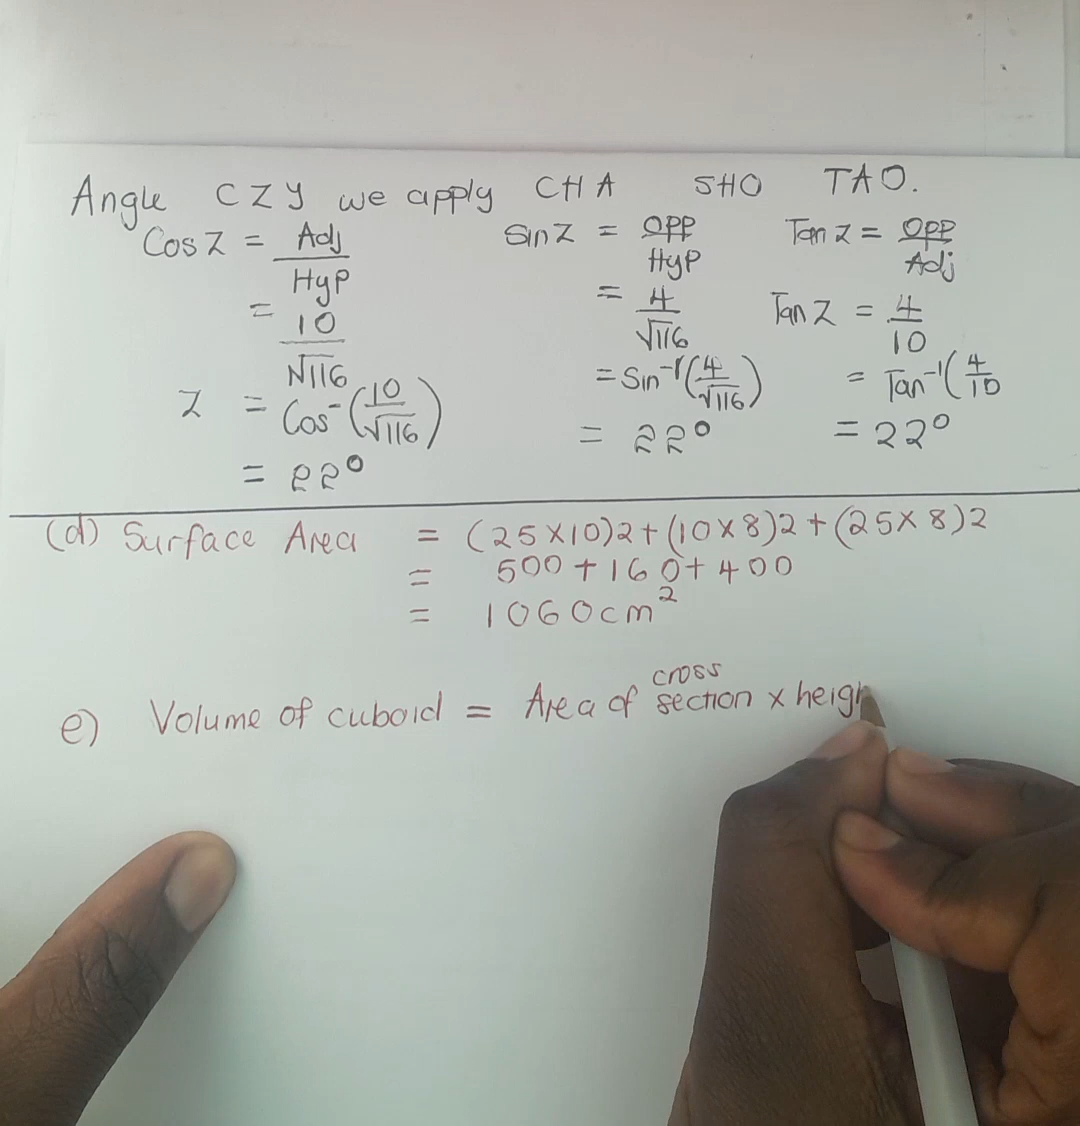 Angle CZY we apply CHA SHO TAO.
Cos Z = Adj / Hyp
= 10 / √116
Z = Cos⁻ (10/√116)
= 22°
Sin Z = OPP / Hyp
= 4 / √116
= Sin⁻¹(4/√116)
= 22°
Tan Z = OPP / Adj
Tan Z = 4 / 10
= Tan⁻¹(4/10
= 22°
(d) Surface Area = (25×10)2+(10×8)2+(25×8)2
= 500+160+400
= 1060cm²
e) Volume of cuboid = Area of cross section × heigh